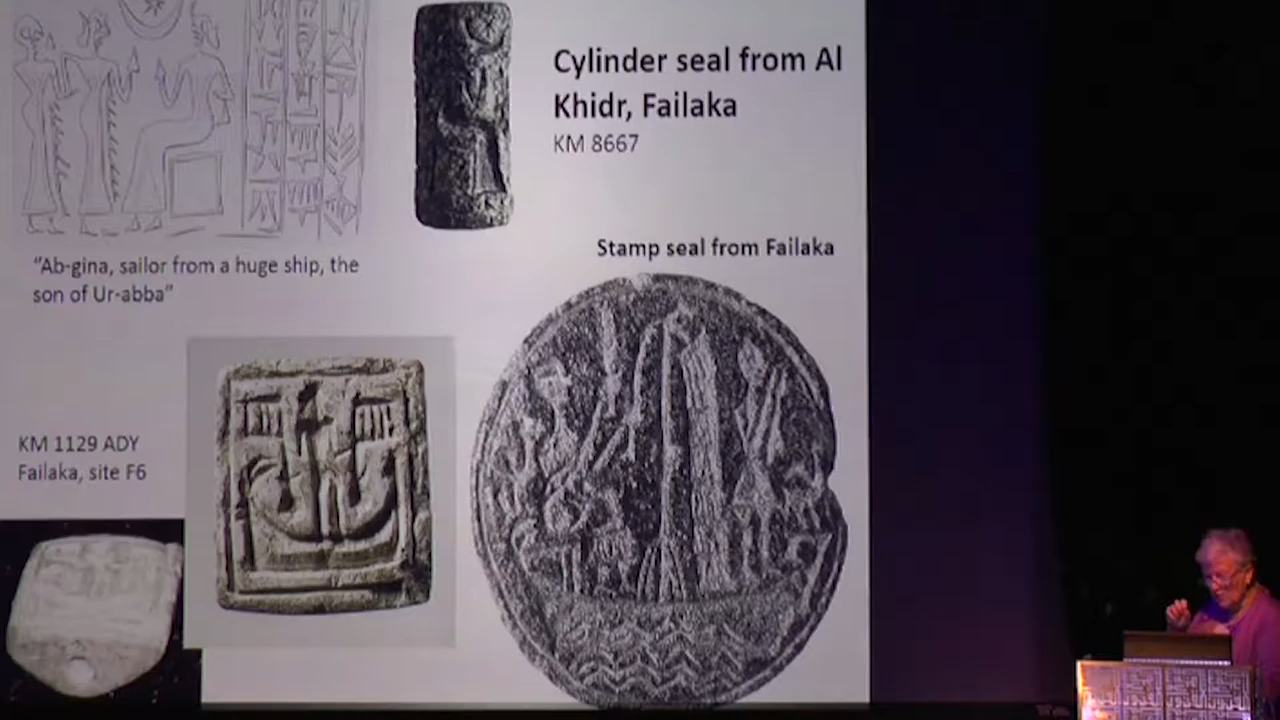 Cylinder seal from Al
Khidr, Failaka
KM 8667
Stamp seal from Failaka
"Ab-gina, sailor from a huge ship, the
son of Ur-abba"
KM 1129 ADY
Failaka, site F6